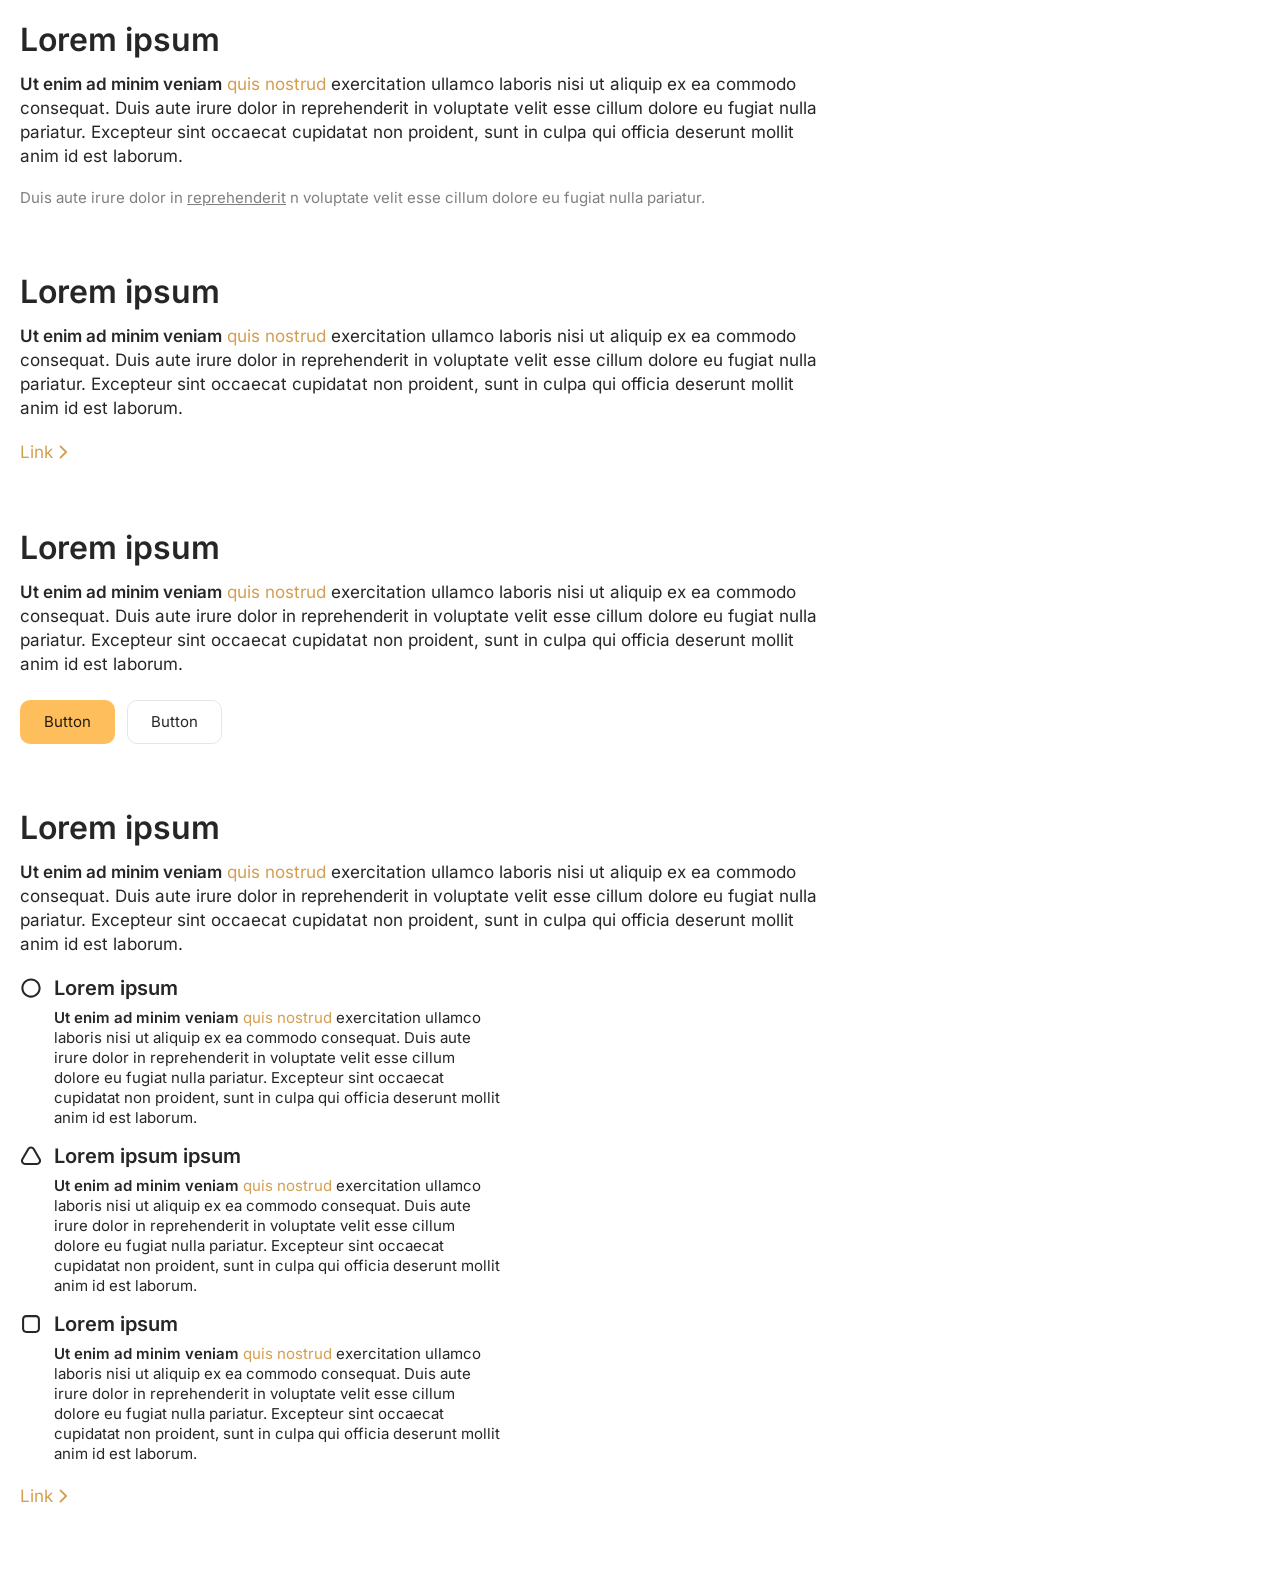 Lorem ipsum
Ut enim ad minim veniam quis nostrud exercitation ullamco laboris nisi ut aliquip ex ea commodo
consequat. Duis aute irure dolor in reprehenderit in voluptate velit esse cillum dolore eu fugiat nulla
pariatur. Excepteur sint occaecat cupidatat non proident, sunt in culpa qui officia deserunt mollit
anim id est laborum.
Duis aute irure dolor in reprehenderit n voluptate velit esse cillum dolore eu fugiat nulla pariatur.
Lorem ipsum
Ut enim ad minim veniam quis nostrud exercitation ullamco laboris nisi ut aliquip ex ea commodo
consequat. Duis aute irure dolor in reprehenderit in voluptate velit esse cillum dolore eu fugiat nulla
pariatur. Excepteur sint occaecat cupidatat non proident, sunt in culpa qui officia deserunt mollit
anim id est laborum.
Link
Lorem ipsum
Ut enim ad minim veniam quis nostrud exercitation ullamco laboris nisi ut aliquip ex ea commodo
consequat. Duis aute irure dolor in reprehenderit in voluptate velit esse cillum dolore eu fugiat nulla
pariatur. Excepteur sint occaecat cupidatat non proident, sunt in culpa qui officia deserunt mollit
anim id est laborum.
Button Button
Lorem ipsum
Ut enim ad minim veniam quis nostrud exercitation ullamco laboris nisi ut aliquip ex ea commodo
consequat. Duis aute irure dolor in reprehenderit in voluptate velit esse cillum dolore eu fugiat nulla
pariatur. Excepteur sint occaecat cupidatat non proident, sunt in culpa qui officia deserunt mollit
anim id est laborum.
Lorem ipsum
Ut enim ad minim veniam quis nostrud exercitation ullamco
laboris nisi ut aliquip ex ea commodo consequat. Duis aute
irure dolor in reprehenderit in voluptate velit esse cillum
dolore eu fugiat nulla pariatur. Excepteur sint occaecat
cupidatat non proident, sunt in culpa qui officia deserunt mollit
anim id est laborum.
Lorem ipsum ipsum
Ut enim ad minim veniam quis nostrud exercitation ullamco
laboris nisi ut aliquip ex ea commodo consequat. Duis aute
irure dolor in reprehenderit in voluptate velit esse cillum
dolore eu fugiat nulla pariatur. Excepteur sint occaecat
cupidatat non proident, sunt in culpa qui officia deserunt mollit
anim id est laborum.
Lorem ipsum
Ut enim ad minim veniam quis nostrud exercitation ullamco
laboris nisi ut aliquip ex ea commodo consequat. Duis aute
irure dolor in reprehenderit in voluptate velit esse cillum
dolore eu fugiat nulla pariatur. Excepteur sint occaecat
cupidatat non proident, sunt in culpa qui officia deserunt mollit
anim id est laborum.
Link